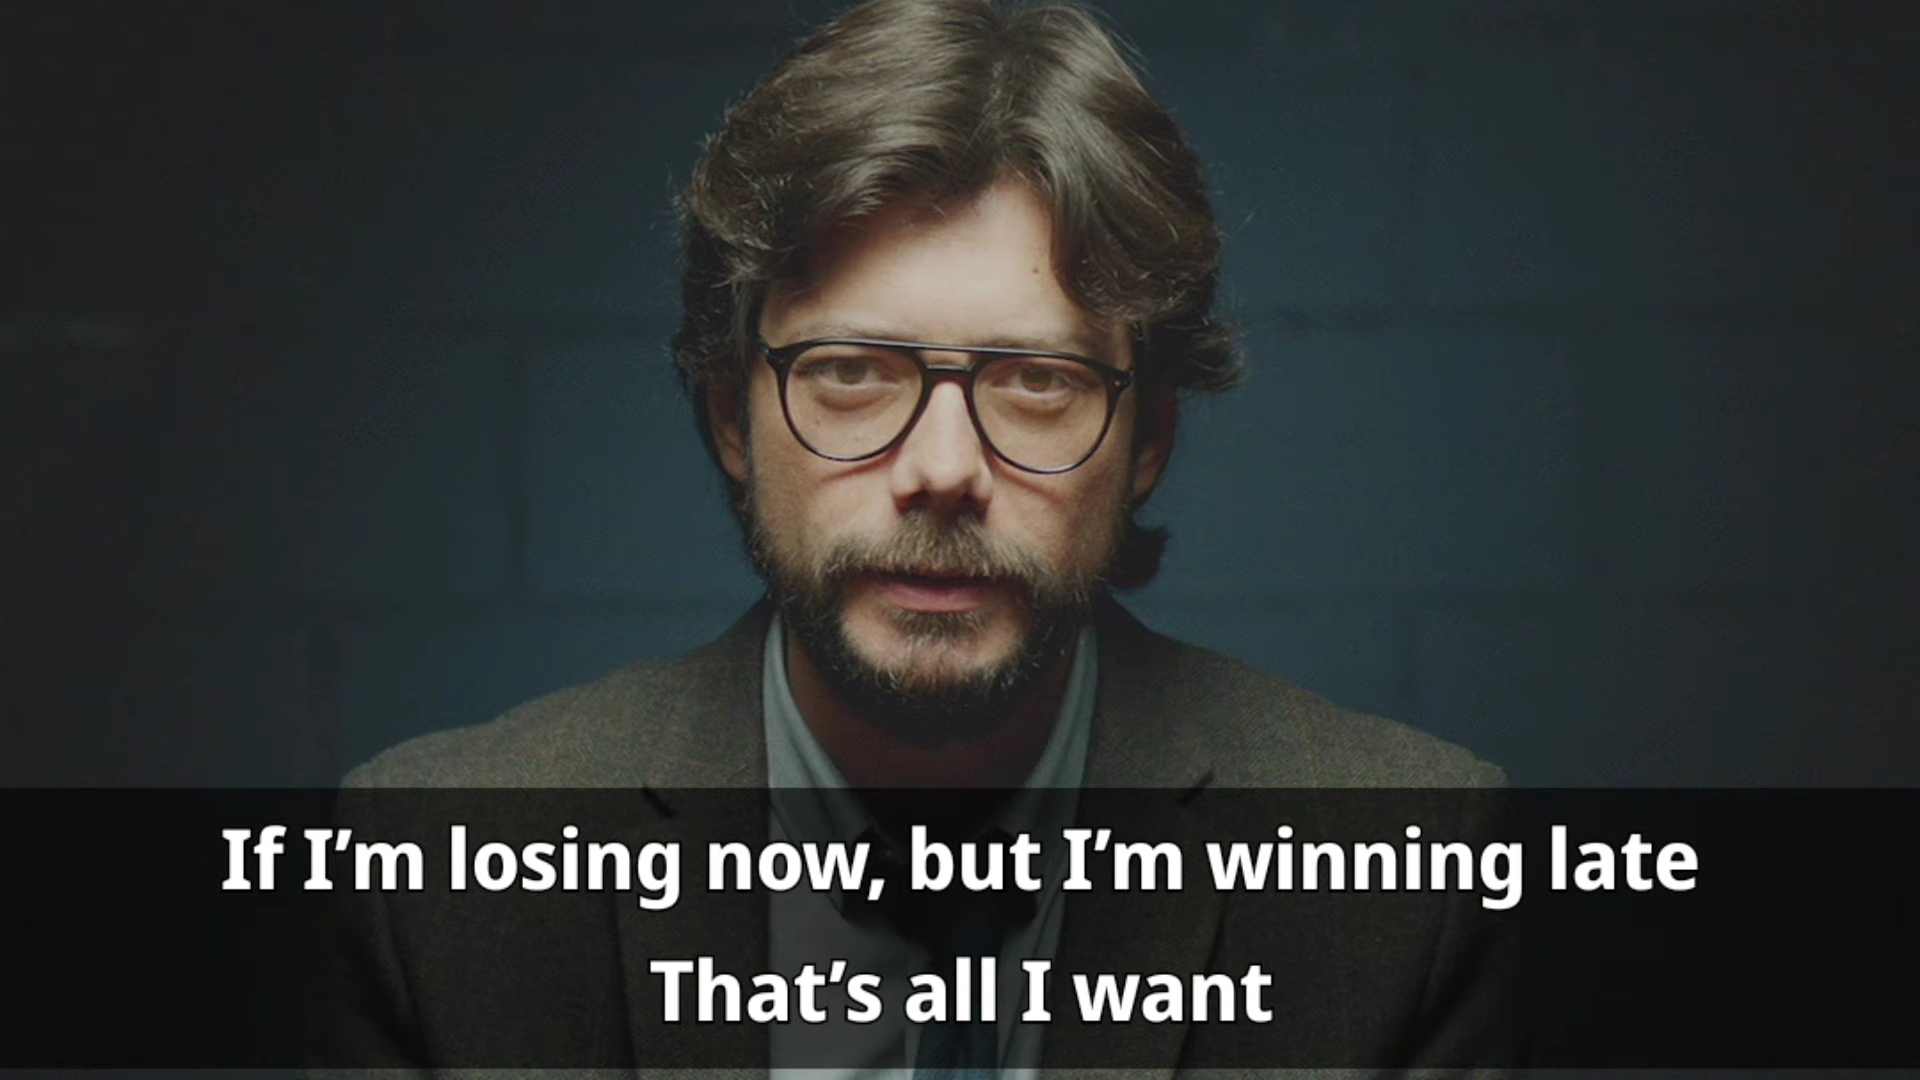 If I’m losing now, but I’m winning late
That’s all I want